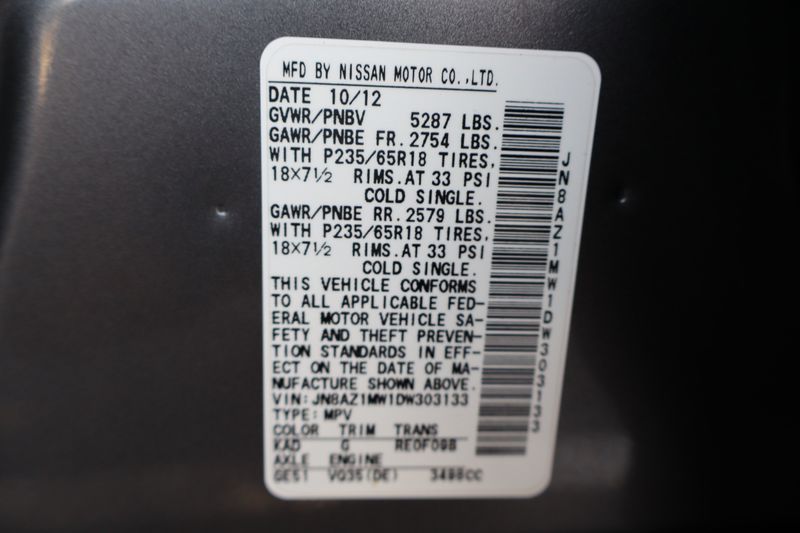 MFD BY NISSAN MOTOR CO.,LTD.
DATE 10/12
GVWR/PNBV 5287 LBS.
GAWR/PNBE FR. 2754 LBS.
WITH P235/65R18 TIRES,
18×7½ RIMS. AT 33 PSI
COLD SINGLE.
GAWR/PNBE RR. 2579 LBS.
WITH P235/65R18 TIRES,
18×7½ RIMS. AT 33 PSI
COLD SINGLE.
THIS VEHICLE CONFORMS
TO ALL APPLICABLE FED-
ERAL MOTOR VEHICLE SA-
FETY AND THEFT PREVEN-
TION STANDARDS IN EFF-
ECT ON THE DATE OF MA-
NUFACTURE SHOWN ABOVE.
VIN: JN8AZ1MW1DW303133
TYPE: MPV
COLOR TRIM TRANS
KAD G RE0F09B
AXLE ENGINE
GE51 VQ35(DE) 3498CC
JN8AZ1MW1DW303133